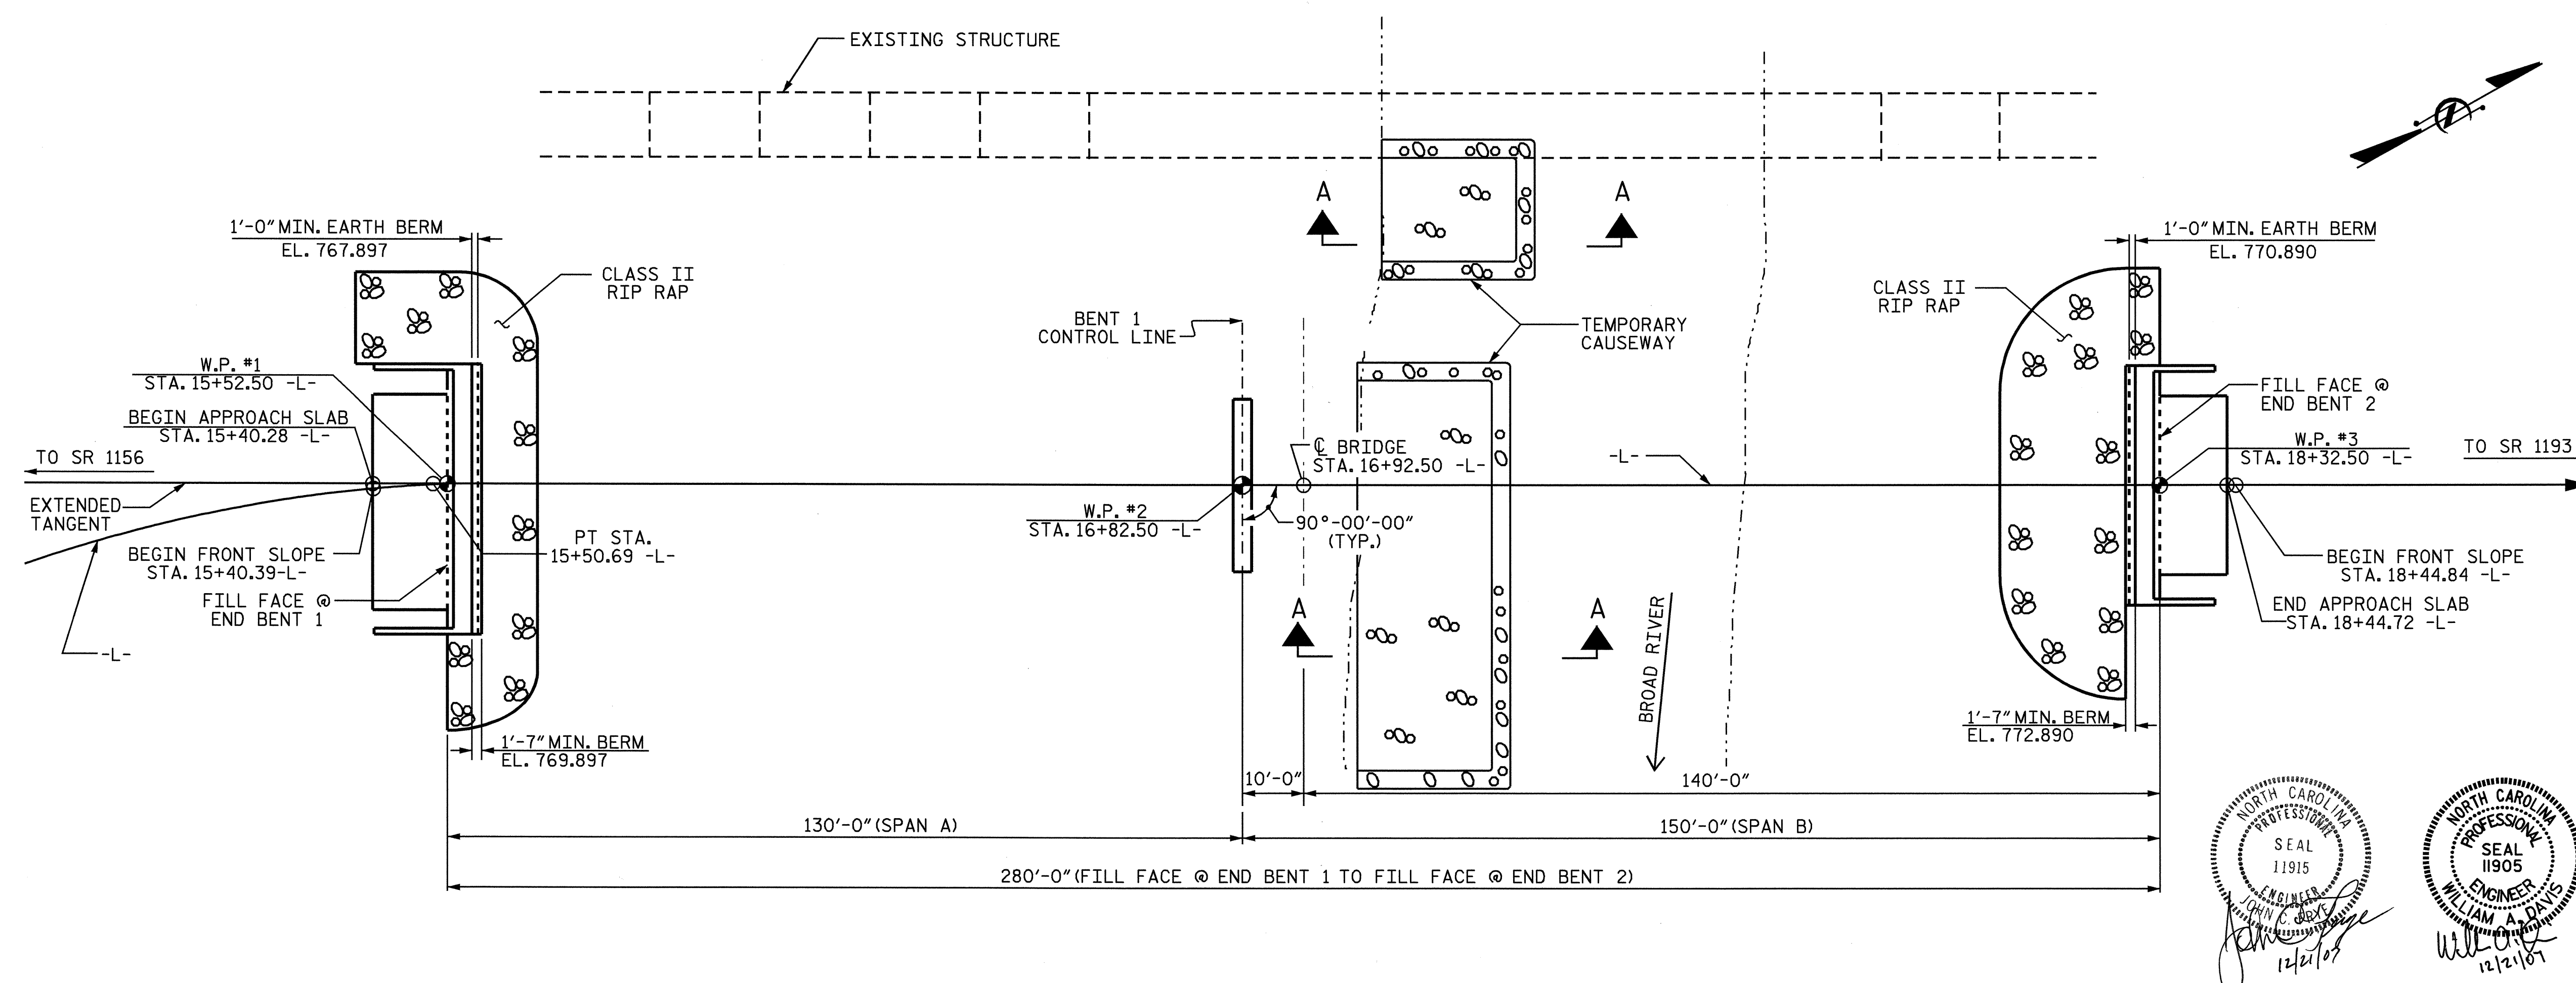 EXISTING STRUCTURE
1'-0" MIN. EARTH BERM
EL. 767.897
CLASS II
RIP RAP
W.P. #1
STA. 15+52.50 -L-
BEGIN APPROACH SLAB
STA. 15+40.28 -L-
TO SR 1156
EXTENDED
TANGENT
BEGIN FRONT SLOPE
STA. 15+40.39-L-
FILL FACE @
END BENT 1
-L-
PT STA.
15+50.69 -L-
1'-7" MIN. BERM
EL. 769.897
A
A
BENT 1
CONTROL LINE
TEMPORARY
CAUSEWAY
℄ BRIDGE
STA. 16+92.50 -L-
W.P. #2
STA. 16+82.50 -L-
90°-00'-00"
(TYP.)
A
A
-L-
BROAD RIVER
1'-0" MIN. EARTH BERM
EL. 770.890
CLASS II
RIP RAP
FILL FACE @
END BENT 2
W.P. #3
STA. 18+32.50 -L-
TO SR 1193
BEGIN FRONT SLOPE
STA. 18+44.84 -L-
END APPROACH SLAB
STA. 18+44.72 -L-
1'-7" MIN. BERM
EL. 772.890
10'-0"
140'-0"
130'-0" (SPAN A)
150'-0" (SPAN B)
280'-0" (FILL FACE @ END BENT 1 TO FILL FACE @ END BENT 2)
NORTH CAROLINA
PROFESSIONAL
SEAL
11915
ENGINEER
JOHN C. FRYE
12/21/07
NORTH CAROLINA
PROFESSIONAL
SEAL
11905
ENGINEER
WILLIAM A. DAVIS
12/21/07